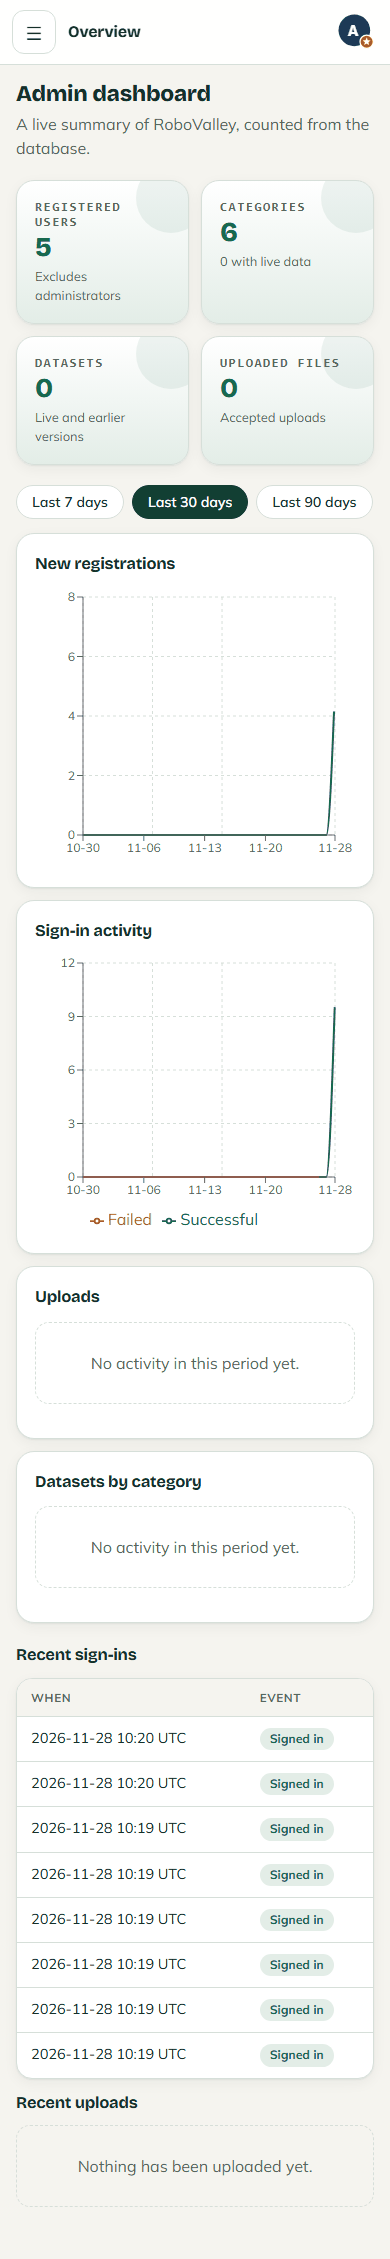 ☰ Overview A
Admin dashboard
A live summary of RoboValley, counted from the
database.
REGISTERED
USERS
5
Excludes
administrators
CATEGORIES
6
0 with live data
DATASETS
0
Live and earlier
versions
UPLOADED FILES
0
Accepted uploads
Last 7 days Last 30 days Last 90 days
New registrations
8
6
4
2
0
10-30 11-06 11-13 11-20 11-28
Sign-in activity
12
9
6
3
0
10-30 11-06 11-13 11-20 11-28
Failed Successful
Uploads
No activity in this period yet.
Datasets by category
No activity in this period yet.
Recent sign-ins
WHEN EVENT
2026-11-28 10:20 UTC Signed in
2026-11-28 10:20 UTC Signed in
2026-11-28 10:19 UTC Signed in
2026-11-28 10:19 UTC Signed in
2026-11-28 10:19 UTC Signed in
2026-11-28 10:19 UTC Signed in
2026-11-28 10:19 UTC Signed in
2026-11-28 10:19 UTC Signed in
Recent uploads
Nothing has been uploaded yet.